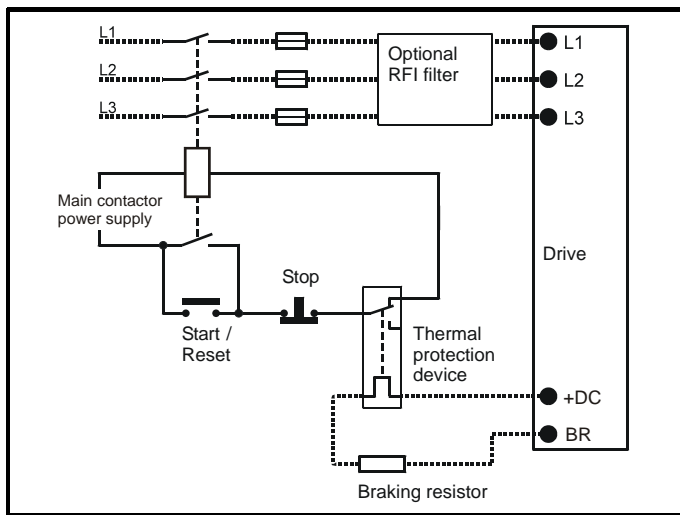 L1
L2
L3
Optional
RFI filter
L1
L2
L3
Main contactor
power supply
Drive
Stop
Start /
Reset
Thermal
protection
device
+DC
BR
Braking resistor